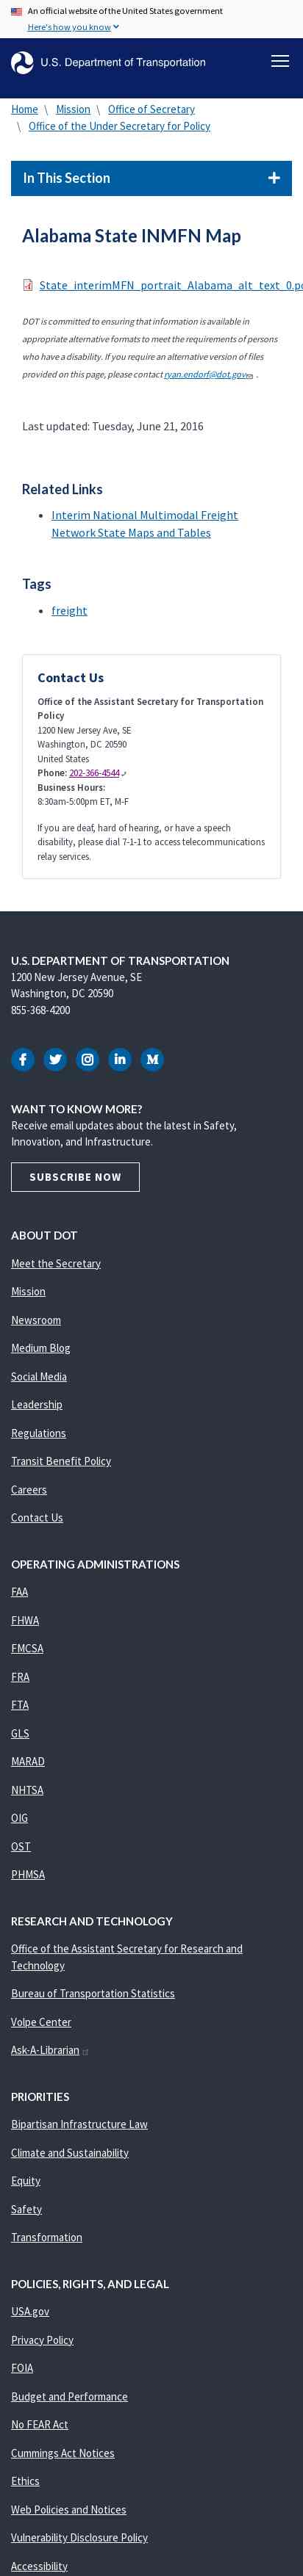 An official website of the United States government
Here's how you know
U.S. Department of Transportation
Home \ Mission \ Office of Secretary
\ Office of the Under Secretary for Policy
In This Section
Alabama State INMFN Map
State_interimMFN_portrait_Alabama_alt_text_0.pd
DOT is committed to ensuring that information is available in
appropriate alternative formats to meet the requirements of persons
who have a disability. If you require an alternative version of files
provided on this page, please contact ryan.endorf@dot.gov .
Last updated: Tuesday, June 21, 2016
Related Links
• Interim National Multimodal Freight
Network State Maps and Tables
Tags
• freight
Contact Us
Office of the Assistant Secretary for Transportation
Policy
1200 New Jersey Ave, SE
Washington, DC 20590
United States
Phone: 202-366-4544
Business Hours:
8:30am-5:00pm ET, M-F
If you are deaf, hard of hearing, or have a speech
disability, please dial 7-1-1 to access telecommunications
relay services.
U.S. DEPARTMENT OF TRANSPORTATION
1200 New Jersey Avenue, SE
Washington, DC 20590
855-368-4200
WANT TO KNOW MORE?
Receive email updates about the latest in Safety,
Innovation, and Infrastructure.
SUBSCRIBE NOW
ABOUT DOT
Meet the Secretary
Mission
Newsroom
Medium Blog
Social Media
Leadership
Regulations
Transit Benefit Policy
Careers
Contact Us
OPERATING ADMINISTRATIONS
FAA
FHWA
FMCSA
FRA
FTA
GLS
MARAD
NHTSA
OIG
OST
PHMSA
RESEARCH AND TECHNOLOGY
Office of the Assistant Secretary for Research and
Technology
Bureau of Transportation Statistics
Volpe Center
Ask-A-Librarian
PRIORITIES
Bipartisan Infrastructure Law
Climate and Sustainability
Equity
Safety
Transformation
POLICIES, RIGHTS, AND LEGAL
USA.gov
Privacy Policy
FOIA
Budget and Performance
No FEAR Act
Cummings Act Notices
Ethics
Web Policies and Notices
Vulnerability Disclosure Policy
Accessibility